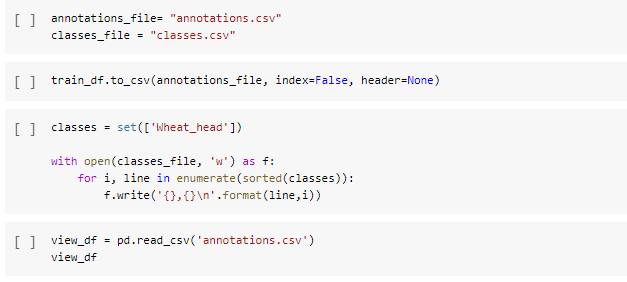 [ ] annotations_file= "annotations.csv"
classes_file = "classes.csv"
[ ] train_df.to_csv(annotations_file, index=False, header=None)
[ ] classes = set(['Wheat_head'])
with open(classes_file, 'w') as f:
for i, line in enumerate(sorted(classes)):
f.write('{},{}\n'.format(line,i))
[ ] view_df = pd.read_csv('annotations.csv')
view_df